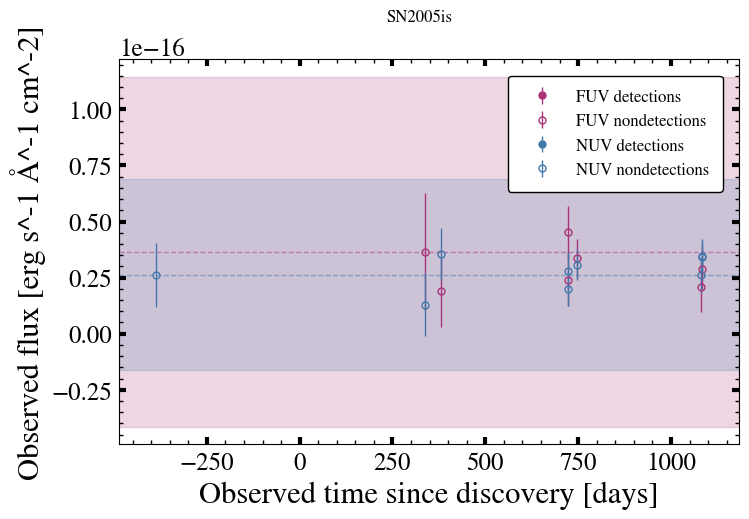 SN2005is
1e−16
Observed flux [erg s^-1 Å^-1 cm^-2]
1.00
0.75
0.50
0.25
0.00
−0.25
FUV detections
FUV nondetections
NUV detections
NUV nondetections
−250 0 250 500 750 1000
Observed time since discovery [days]